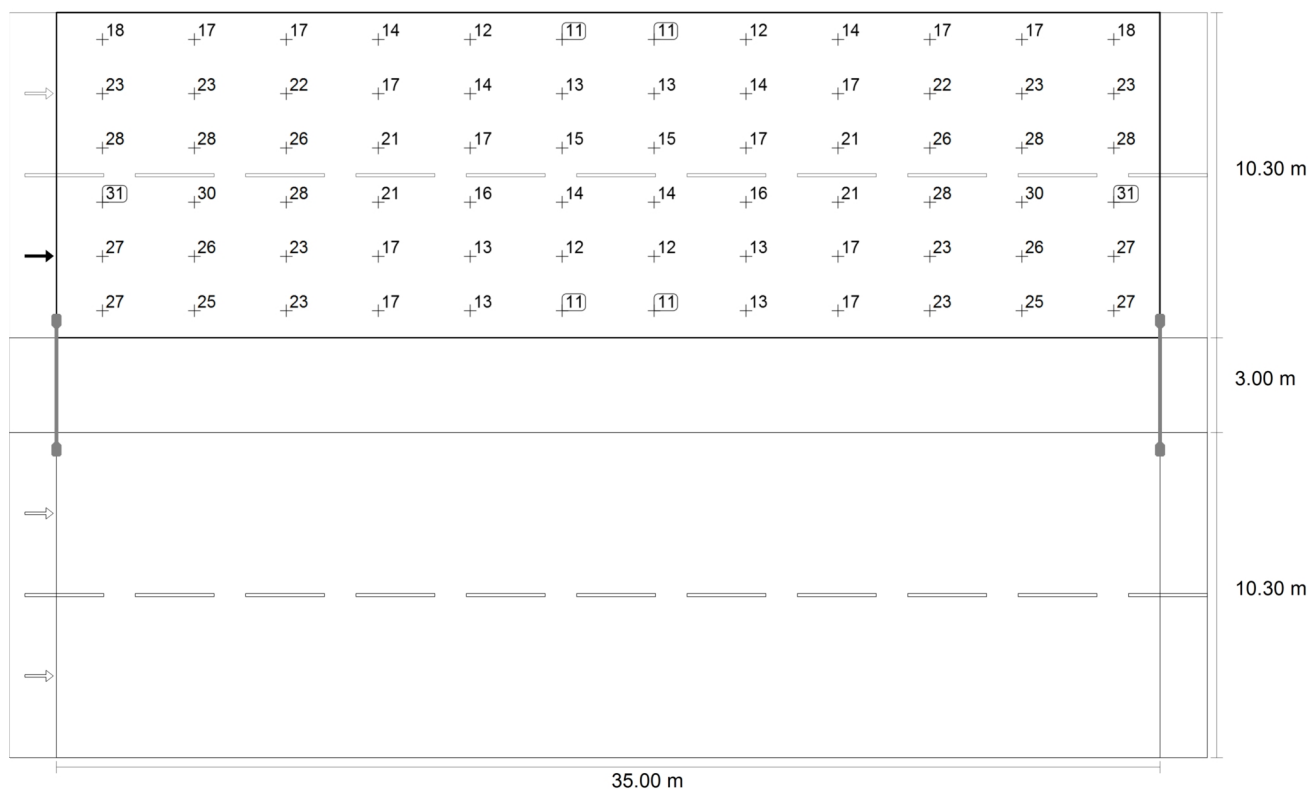 18 17 17 14 12 11 11 12 14 17 17 18
23 23 22 17 14 13 13 14 17 22 23 23
28 28 26 21 17 15 15 17 21 26 28 28
10.30 m
31 30 28 21 16 14 14 16 21 28 30 31
27 26 23 17 13 12 12 13 17 23 26 27
27 25 23 17 13 11 11 13 17 23 25 27
3.00 m
10.30 m
35.00 m